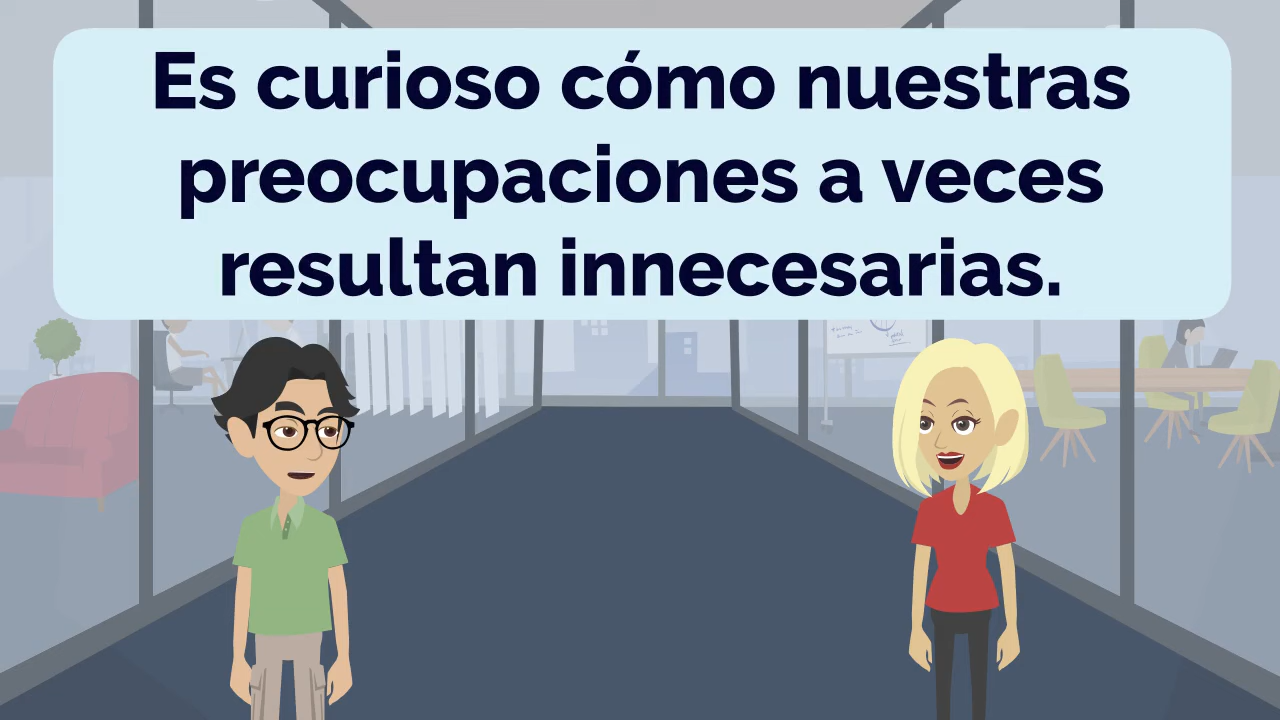 Es curioso cómo nuestras
preocupaciones a veces
resultan innecesarias.